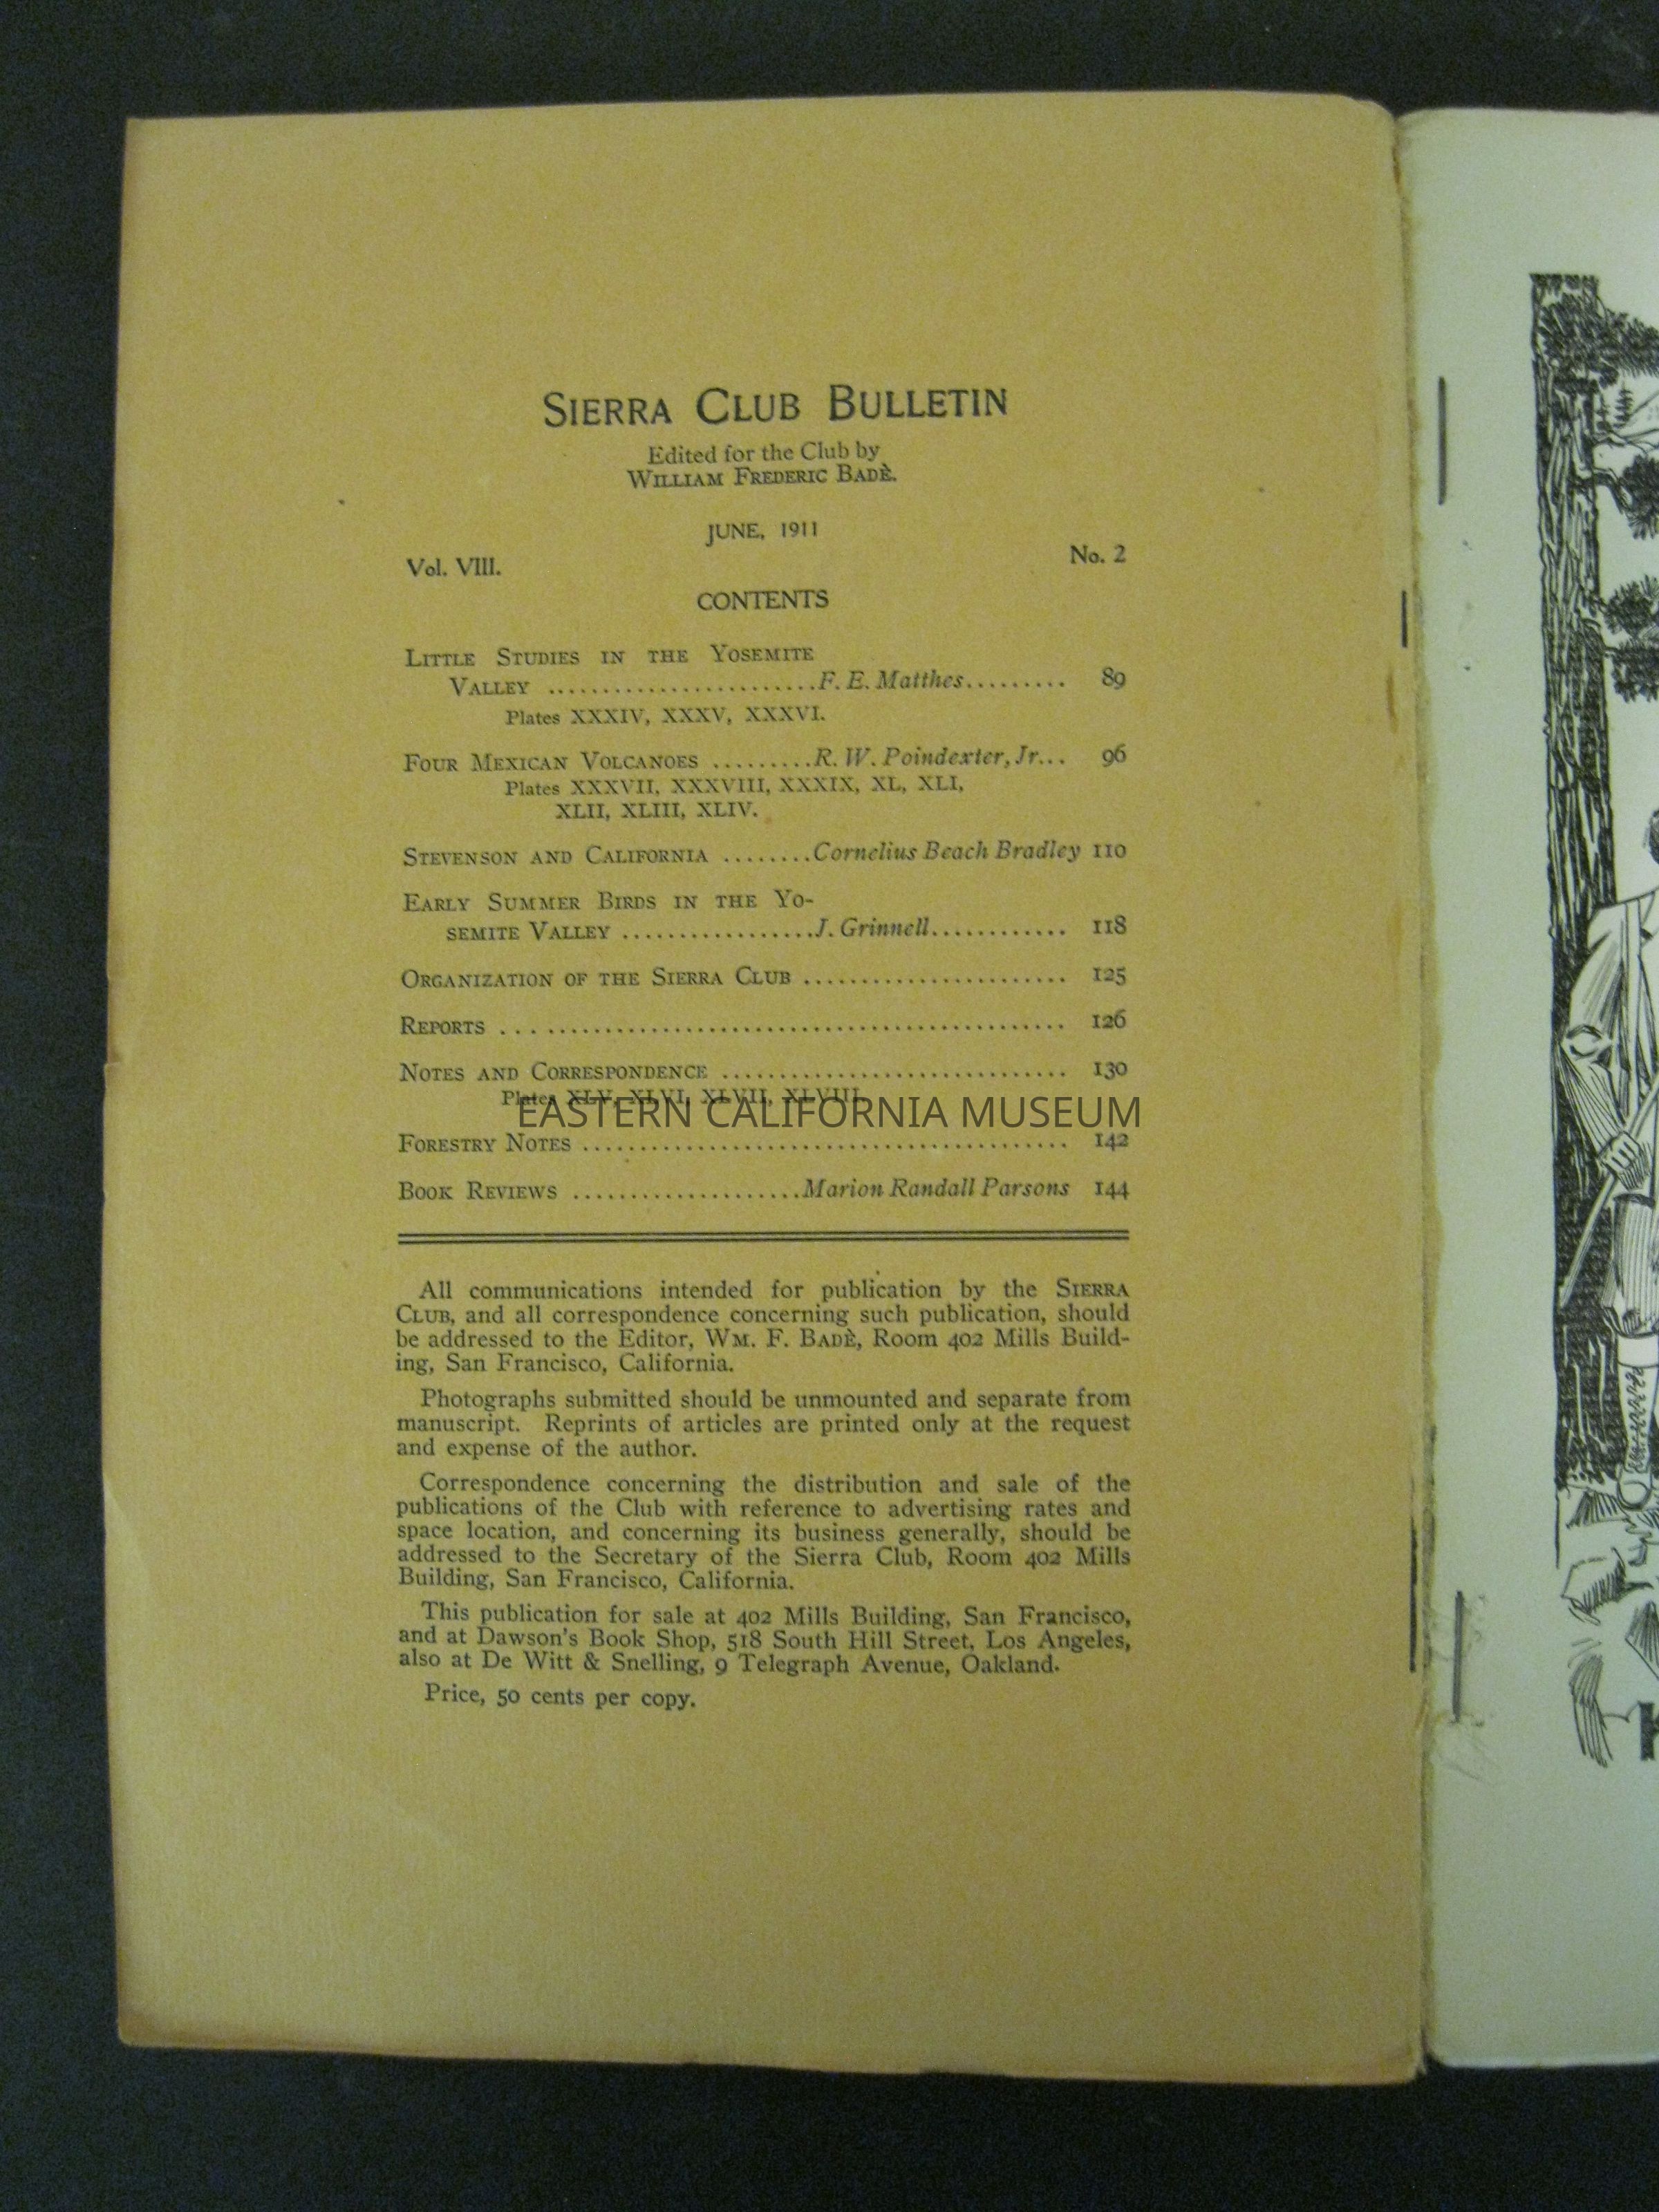 SIERRA CLUB BULLETIN
Edited for the Club by
WILLIAM FREDERIC BADÈ.
JUNE, 1911
Vol. VIII. No. 2
CONTENTS
LITTLE STUDIES IN THE YOSEMITE
VALLEY ........................F. E. Matthes......... 89
Plates XXXIV, XXXV, XXXVI.
FOUR MEXICAN VOLCANOES .........R. W. Poindexter, Jr... 96
Plates XXXVII, XXXVIII, XXXIX, XL, XLI,
XLII, XLIII, XLIV.
STEVENSON AND CALIFORNIA ........Cornelius Beach Bradley 110
EARLY SUMMER BIRDS IN THE YO-
SEMITE VALLEY .................J. Grinnell............ 118
ORGANIZATION OF THE SIERRA CLUB ....................... 125
REPORTS ................................................. 126
NOTES AND CORRESPONDENCE .............................. 130
Plates XLV, XLVI, XLVII, XLVIII.
EASTERN CALIFORNIA MUSEUM
FORESTRY NOTES .......................................... 142
BOOK REVIEWS ....................Marion Randall Parsons 144
All communications intended for publication by the SIERRA
CLUB, and all correspondence concerning such publication, should
be addressed to the Editor, WM. F. BADÈ, Room 402 Mills Build-
ing, San Francisco, California.
Photographs submitted should be unmounted and separate from
manuscript. Reprints of articles are printed only at the request
and expense of the author.
Correspondence concerning the distribution and sale of the
publications of the Club with reference to advertising rates and
space location, and concerning its business generally, should be
addressed to the Secretary of the Sierra Club, Room 402 Mills
Building, San Francisco, California.
This publication for sale at 402 Mills Building, San Francisco,
and at Dawson's Book Shop, 518 South Hill Street, Los Angeles,
also at De Witt & Snelling, 9 Telegraph Avenue, Oakland.
Price, 50 cents per copy.